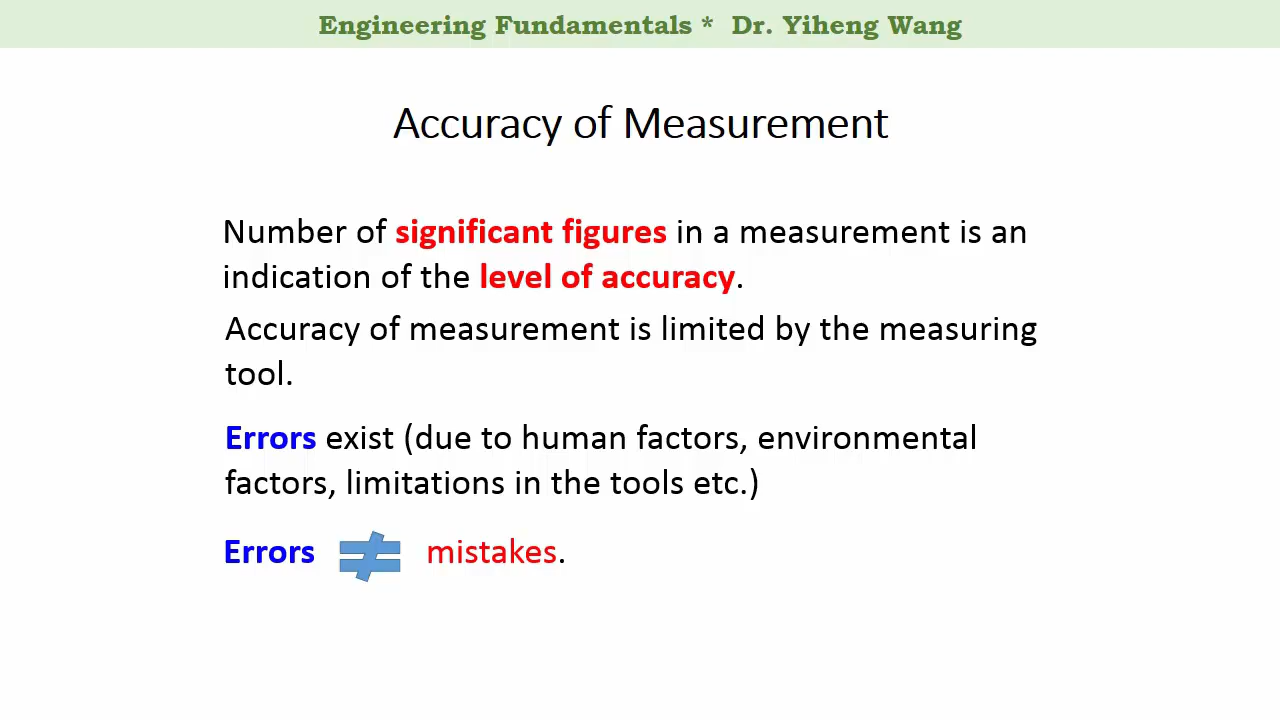 Engineering Fundamentals * Dr. Yiheng Wang
Accuracy of Measurement
Number of significant figures in a measurement is an
indication of the level of accuracy.
Accuracy of measurement is limited by the measuring
tool.
Errors exist (due to human factors, environmental
factors, limitations in the tools etc.)
Errors ≠ mistakes.